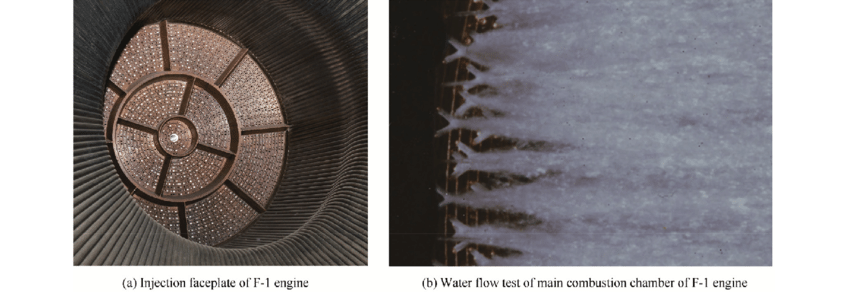 (a) Injection faceplate of F-1 engine
(b) Water flow test of main combustion chamber of F-1 engine